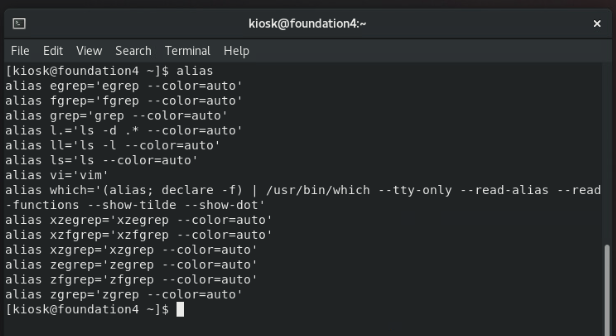 kiosk@foundation4:~
File Edit View Search Terminal Help
[kiosk@foundation4 ~]$ alias
alias egrep='egrep --color=auto'
alias fgrep='fgrep --color=auto'
alias grep='grep --color=auto'
alias l.='ls -d .* --color=auto'
alias ll='ls -l --color=auto'
alias ls='ls --color=auto'
alias vi='vim'
alias which='(alias; declare -f) | /usr/bin/which --tty-only --read-alias --read
-functions --show-tilde --show-dot'
alias xzegrep='xzegrep --color=auto'
alias xzfgrep='xzfgrep --color=auto'
alias xzgrep='xzgrep --color=auto'
alias zegrep='zegrep --color=auto'
alias zfgrep='zfgrep --color=auto'
alias zgrep='zgrep --color=auto'
[kiosk@foundation4 ~]$